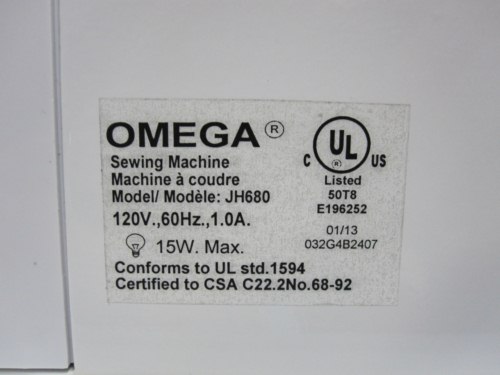 OMEGA®
Sewing Machine
Machine à coudre
Model/ Modèle: JH680
120V.,60Hz.,1.0A.
15W. Max.
Conforms to UL std.1594
Certified to CSA C22.2No.68-92
C UL ® US
Listed
50T8
E196252
01/13
032G4B2407